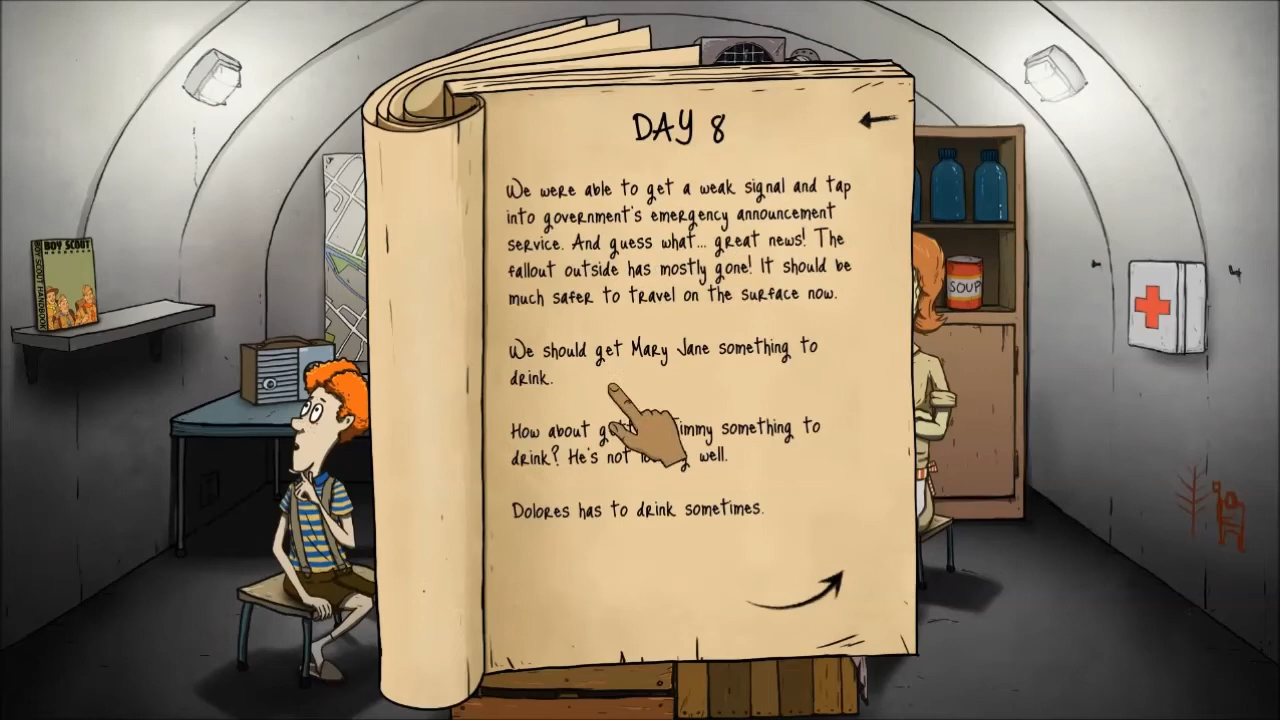 DAY 8
We were able to get a weak signal and tap
into government's emergency announcement
service. And guess what... great news! The
fallout outside has mostly gone! It should be
much safer to travel on the surface now.
We should get Mary Jane something to
drink.
How about Timmy something to
drink? He's not well.
Dolores has to drink sometimes.
BOY SCOUT
BOY SCOUT HANDBOOK
SOUP